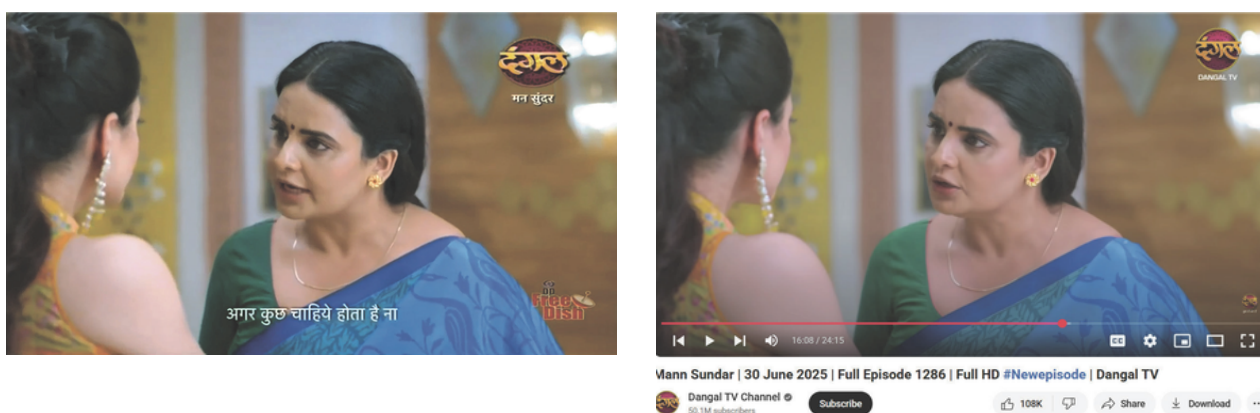 दंगल
मन सुंदर
अगर कुछ चाहिये होता है ना
Free
Dish
दंगल
DANGAL TV
16:08 / 24:15
CC
Mann Sundar | 30 June 2025 | Full Episode 1286 | Full HD #Newepisode | Dangal TV
Dangal TV Channel
50.1M subscribers
Subscribe
108K
Share
Download